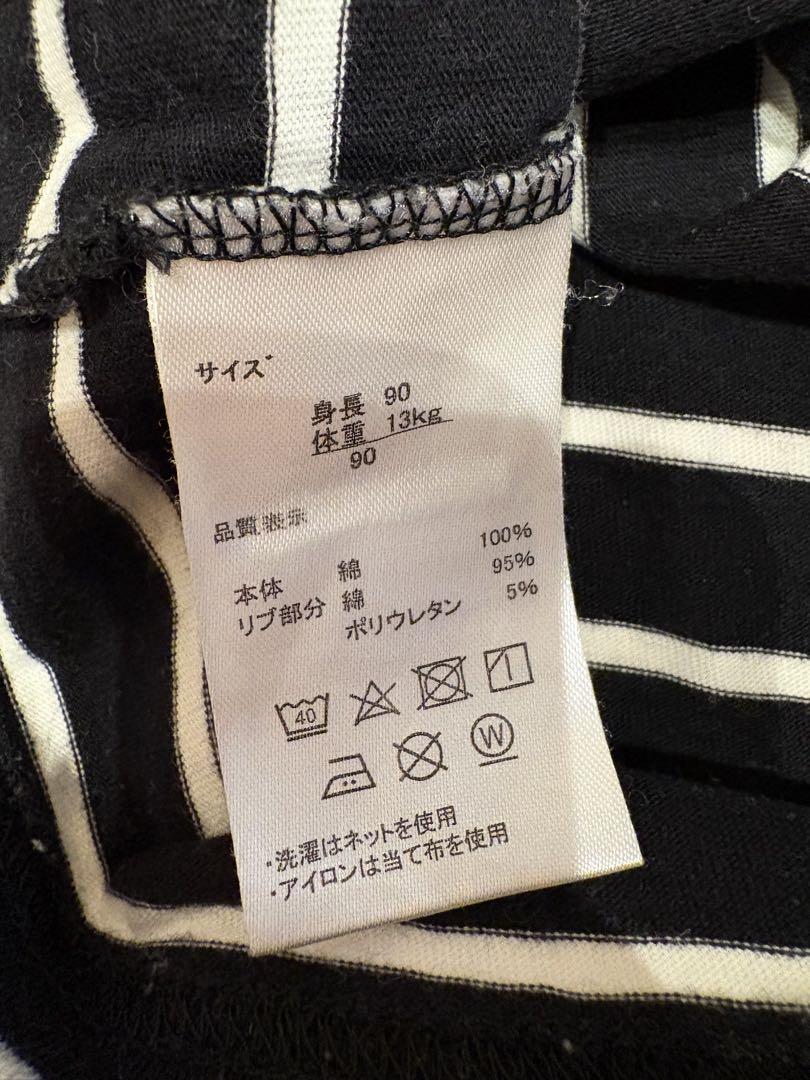 サイズ
身長 90
体重 13kg
90
品質表示
本体 綿 100%
リブ部分 綿 95%
ポリウレタン 5%
40
W
・洗濯はネットを使用
・アイロンは当て布を使用